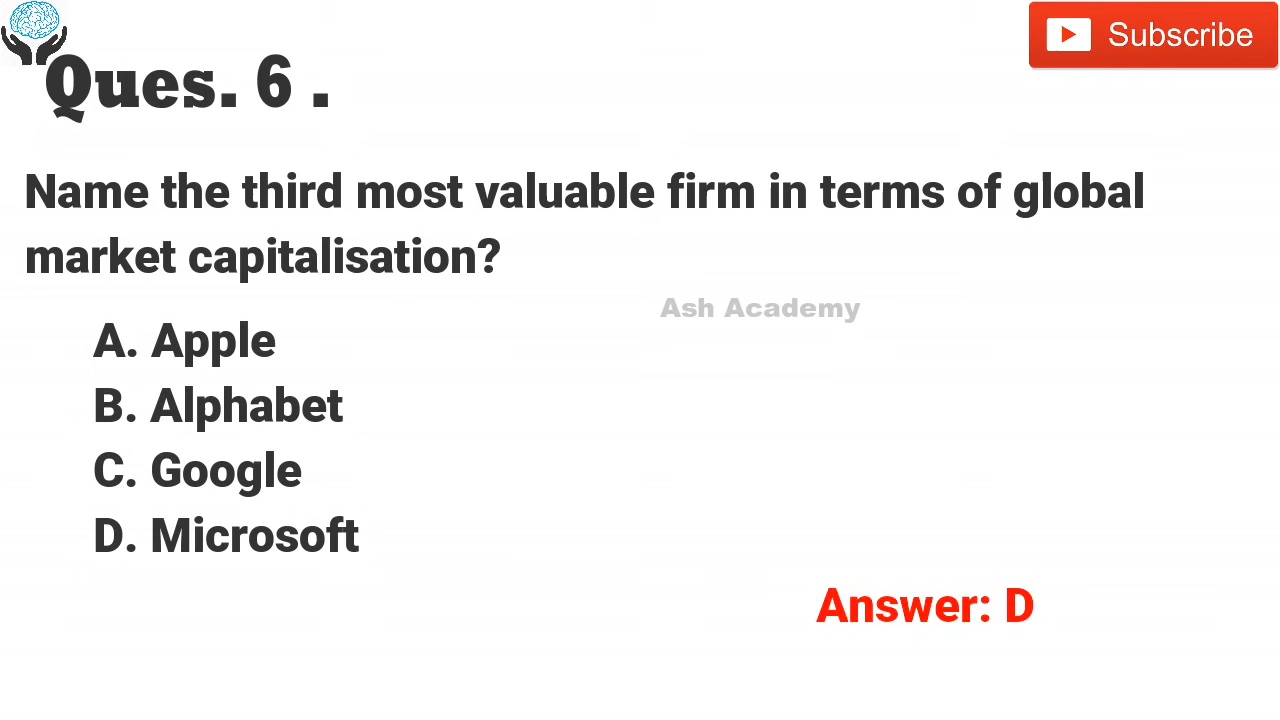 Subscribe
Ques. 6 .
Name the third most valuable firm in terms of global
market capitalisation?
Ash Academy
A. Apple
B. Alphabet
C. Google
D. Microsoft
Answer: D